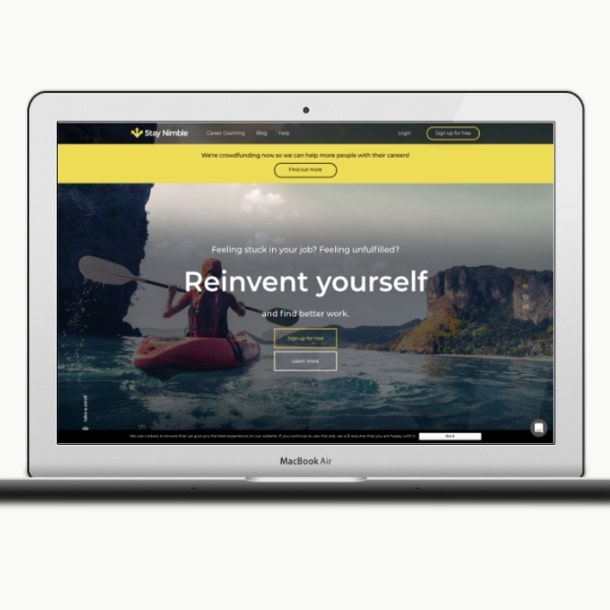 Stay Nimble Career Coaching Blog Help Login Sign up for free
We're crowdfunding now so we can help more people with their careers!
Find out more
Feeling stuck in your job? Feeling unfulfilled?
Reinvent yourself
and find better work.
Sign up for free
Learn more
Take a scroll
We use cookies to ensure that we give you the best experience on our website. If you continue to use this site, we will assume that you are happy with it.
MacBook Air